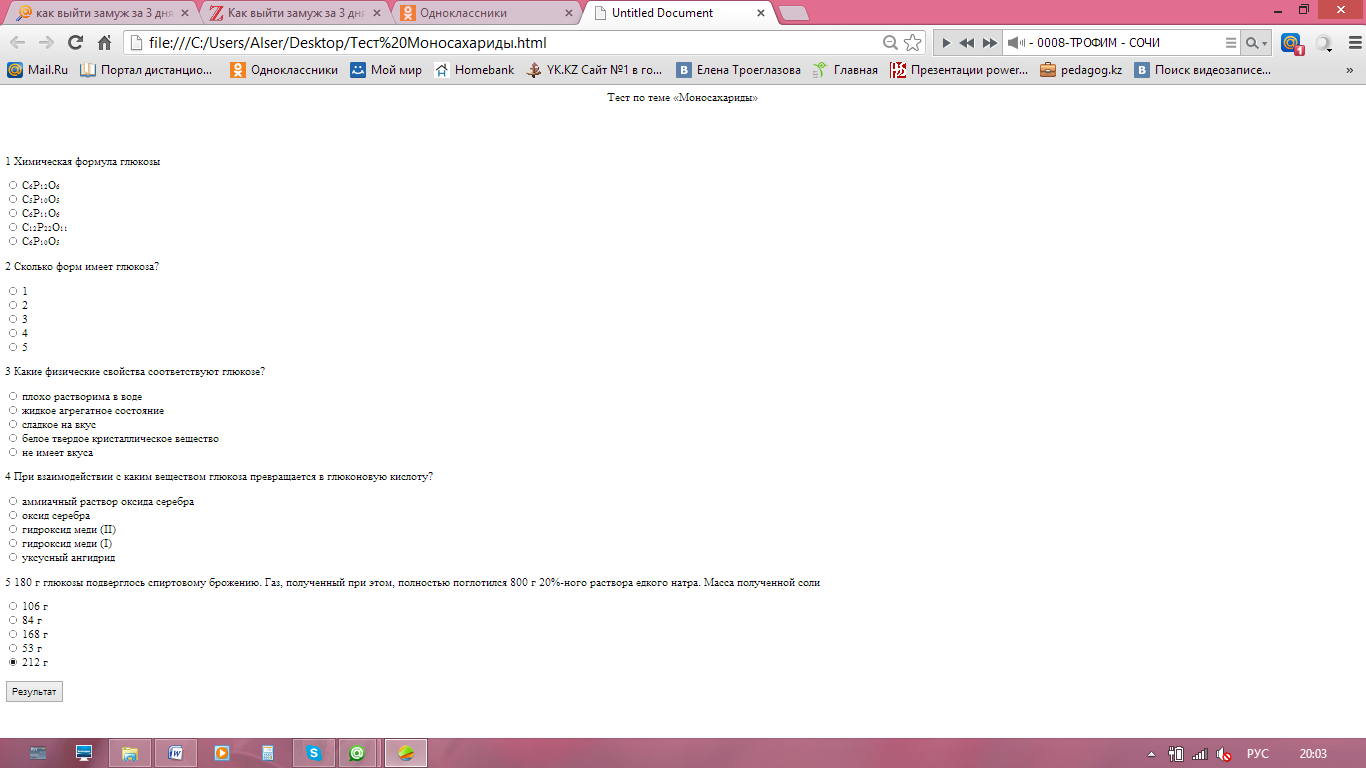 как выйти замуж за 3 дня
Как выйти замуж за 3 дн
Одноклассники
Untitled Document
file:///C:/Users/Alser/Desktop/Тест%20Моносахариды.html
- 0008-ТРОФИМ - СОЧИ
1
Mail.Ru
Портал дистанцио...
Одноклассники
Мой мир
Homebank
YK.KZ Сайт №1 в го...
Елена Троеглазова
Главная
Презентации power...
pedagog.kz
Поиск видеозаписе...
»
Тест по теме «Моносахариды»
1 Химическая формула глюкозы
C₆P₁₂O₆
C₅P₁₀O₅
C₆P₁₁O₆
C₁₂P₂₂O₁₁
C₆P₁₀O₅
2 Сколько форм имеет глюкоза?
1
2
3
4
5
3 Какие физические свойства соответствуют глюкозе?
плохо растворима в воде
жидкое агрегатное состояние
сладкое на вкус
белое твердое кристаллическое вещество
не имеет вкуса
4 При взаимодействии с каким веществом глюкоза превращается в глюконовую кислоту?
аммиачный раствор оксида серебра
оксид серебра
гидроксид меди (II)
гидроксид меди (I)
уксусный ангидрид
5 180 г глюкозы подверглось спиртовому брожению. Газ, полученный при этом, полностью поглотился 800 г 20%-ного раствора едкого натра. Масса полученной соли
106 г
84 г
168 г
53 г
212 г
Результат
РУС
20:03